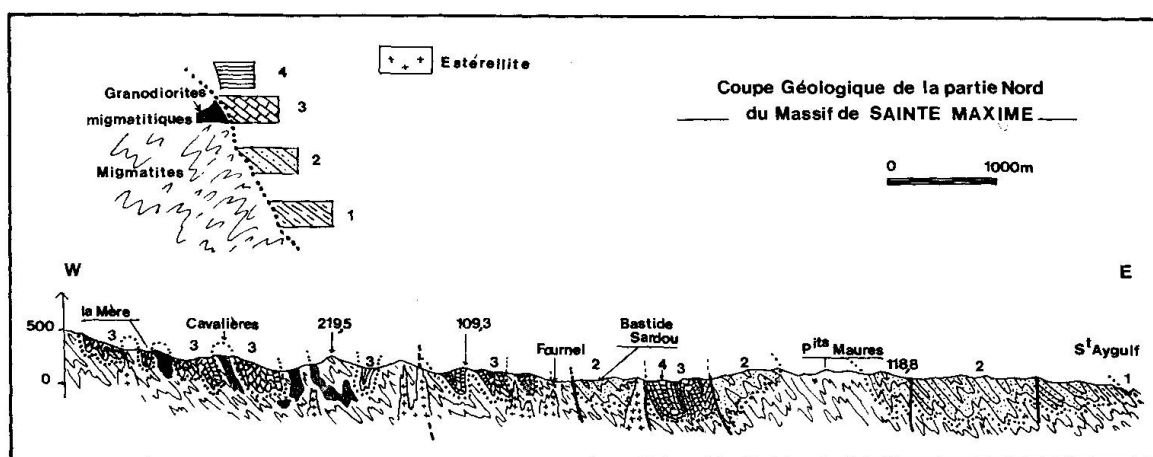 4
Granodiorites
3
migmatitiques
2
Migmatites
1
Estérellite
Coupe Géologique de la partie Nord
du Massif de SAINTE MAXIME
0 1000m
W
E
500
0
la Mère
3
3
Cavalières
3
219,5
3
109,3
3
Fournel
2
Bastide
Sardou
4
3
2
Pits Maures
118,8
2
St Aygulf
1